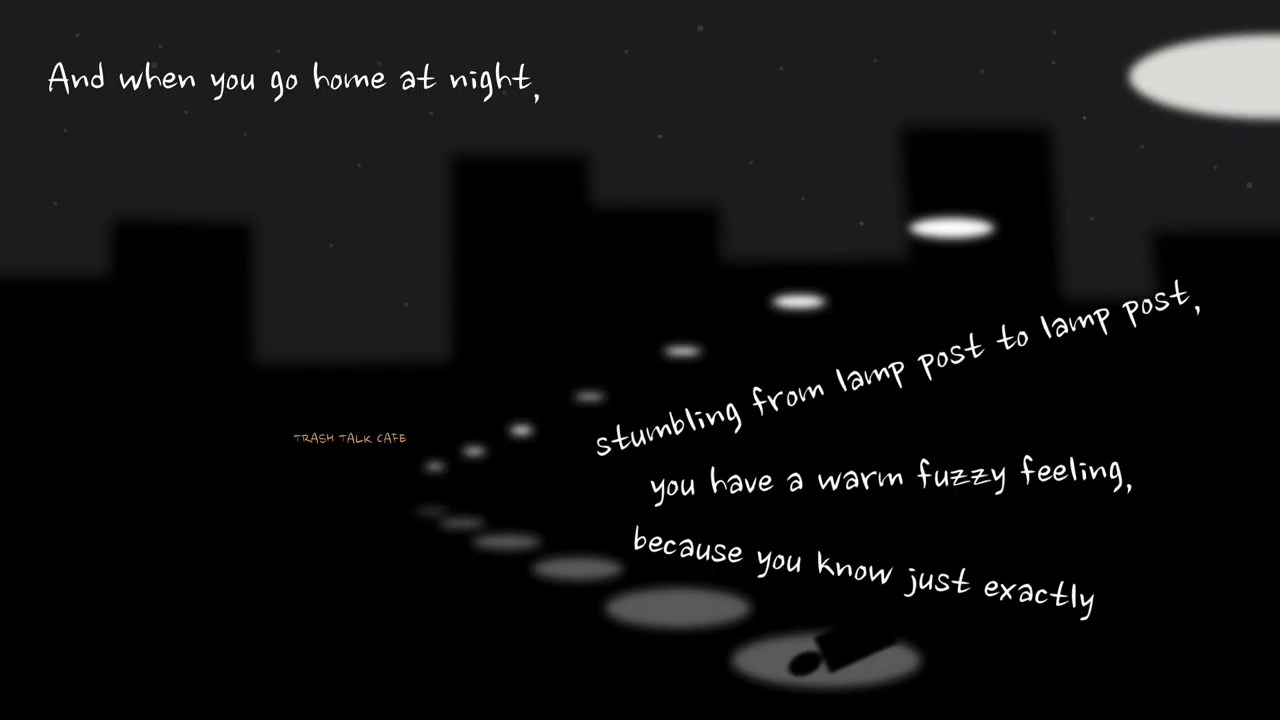 And when you go home at night,
stumbling from lamp post to lamp post,
TRASH TALK CAFE
you have a warm fuzzy feeling,
because you know just exactly